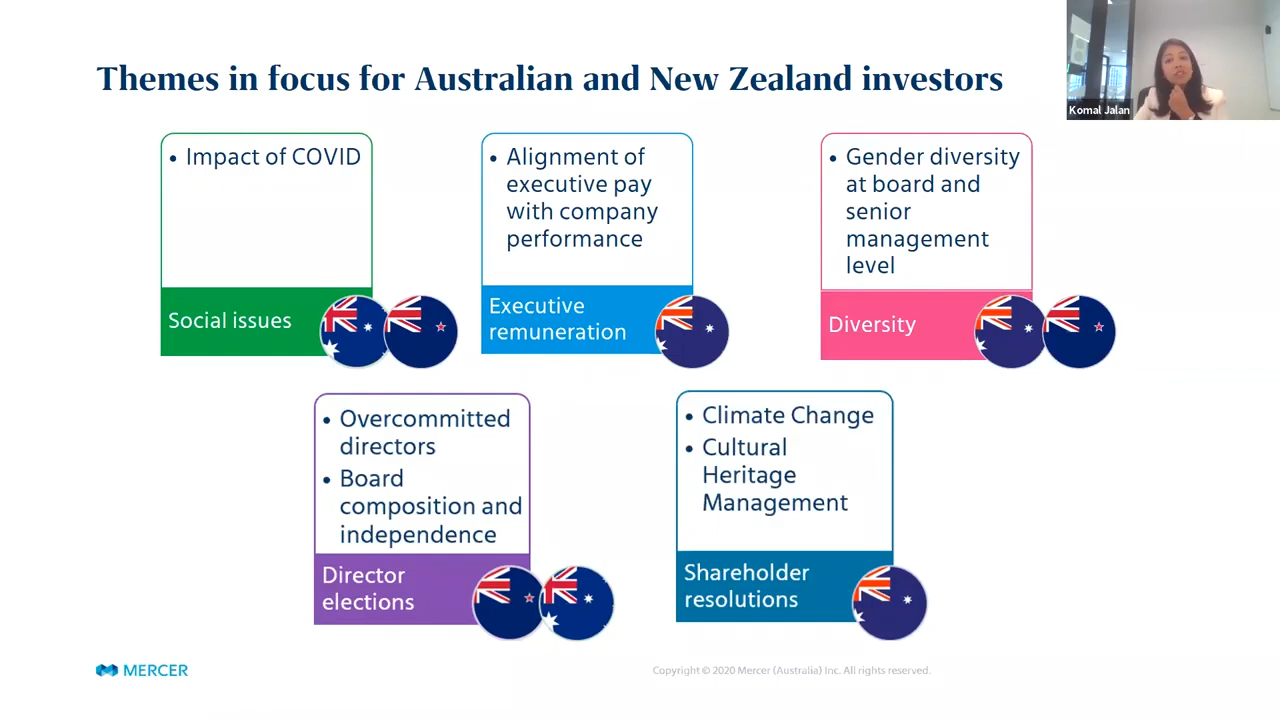 Themes in focus for Australian and New Zealand investors
Komal Jalan
• Impact of COVID
Social issues
• Alignment of
executive pay
with company
performance
Executive
remuneration
• Gender diversity
at board and
senior
management
level
Diversity
• Overcommitted
directors
• Board
composition and
independence
Director
elections
• Climate Change
• Cultural
Heritage
Management
Shareholder
resolutions
MERCER
Copyright © 2020 Mercer (Australia) Inc. All rights reserved.